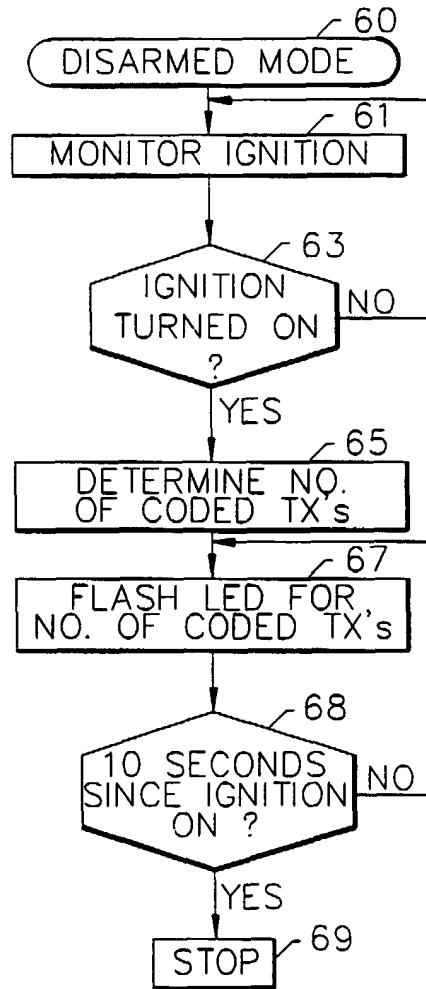 60
DISARMED MODE
61
MONITOR IGNITION
63
IGNITION
TURNED ON
?
NO
YES
65
DETERMINE NO.
OF CODED TX's
67
FLASH LED FOR
NO. OF CODED TX's
68
10 SECONDS
SINCE IGNITION
ON ?
NO
YES
STOP
69